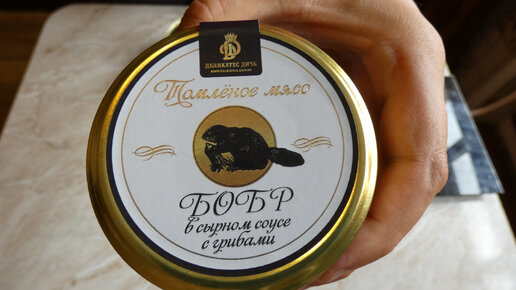 ДЕЛИКАТЕС ДИЧЬ
Томлёное мясо
БОБР
в сырном соусе
с грибами